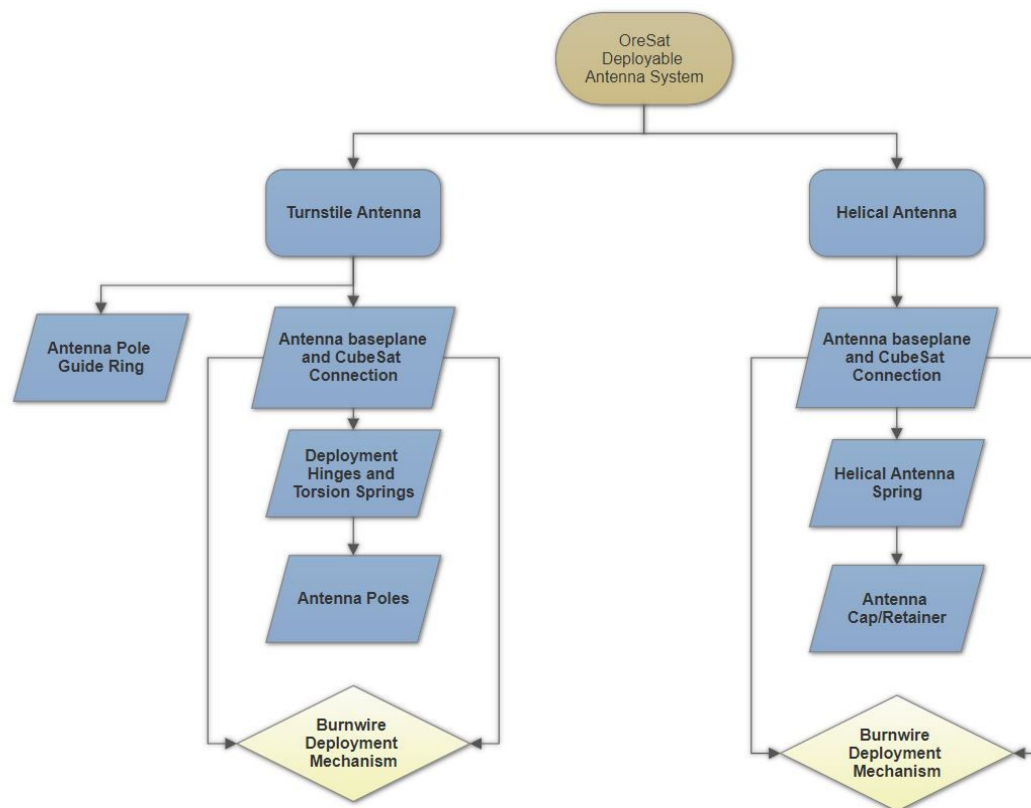 OreSat
Deployable
Antenna System
Turnstile Antenna
Helical Antenna
Antenna Pole
Guide Ring
Antenna baseplane
and CubeSat
Connection
Antenna baseplane
and CubeSat
Connection
Deployment
Hinges and
Torsion Springs
Helical Antenna
Spring
Antenna Poles
Antenna
Cap/Retainer
Burnwire
Deployment
Mechanism
Burnwire
Deployment
Mechanism